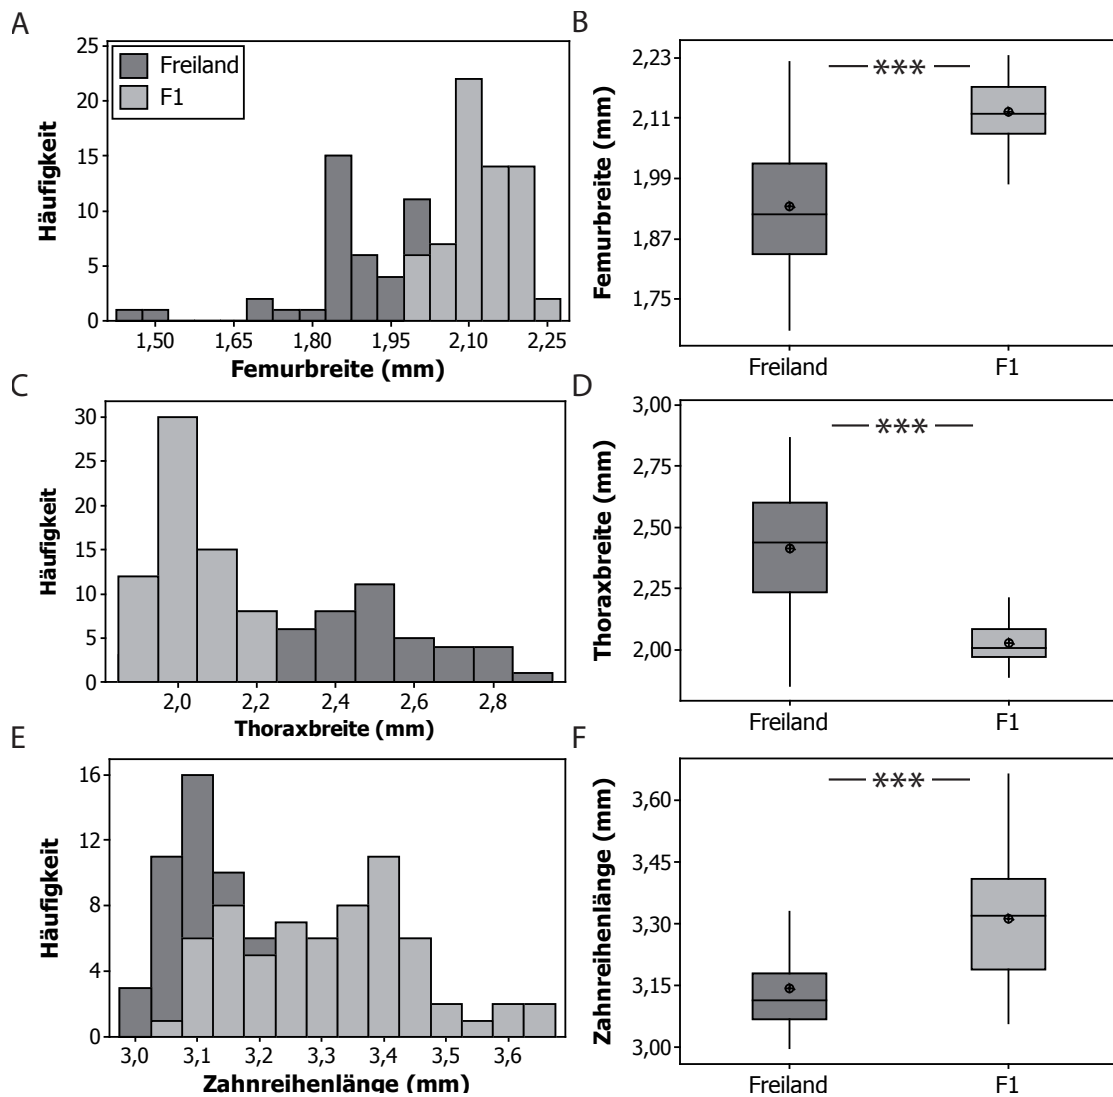 A
Häufigkeit
25
20
15
10
5
0
Freiland
F1
1,50
1,65
1,80
1,95
2,10
2,25
Femurbreite (mm)
B
Femurbreite (mm)
2,23
2,11
1,99
1,87
1,75
***
Freiland
F1
C
Häufigkeit
30
25
20
15
10
5
0
2,0
2,2
2,4
2,6
2,8
Thoraxbreite (mm)
D
Thoraxbreite (mm)
3,00
2,75
2,50
2,25
2,00
***
Freiland
F1
E
Häufigkeit
16
12
8
4
0
3,0
3,1
3,2
3,3
3,4
3,5
3,6
Zahnreihenlänge (mm)
F
Zahnreihenlänge (mm)
3,60
3,45
3,30
3,15
3,00
***
Freiland
F1